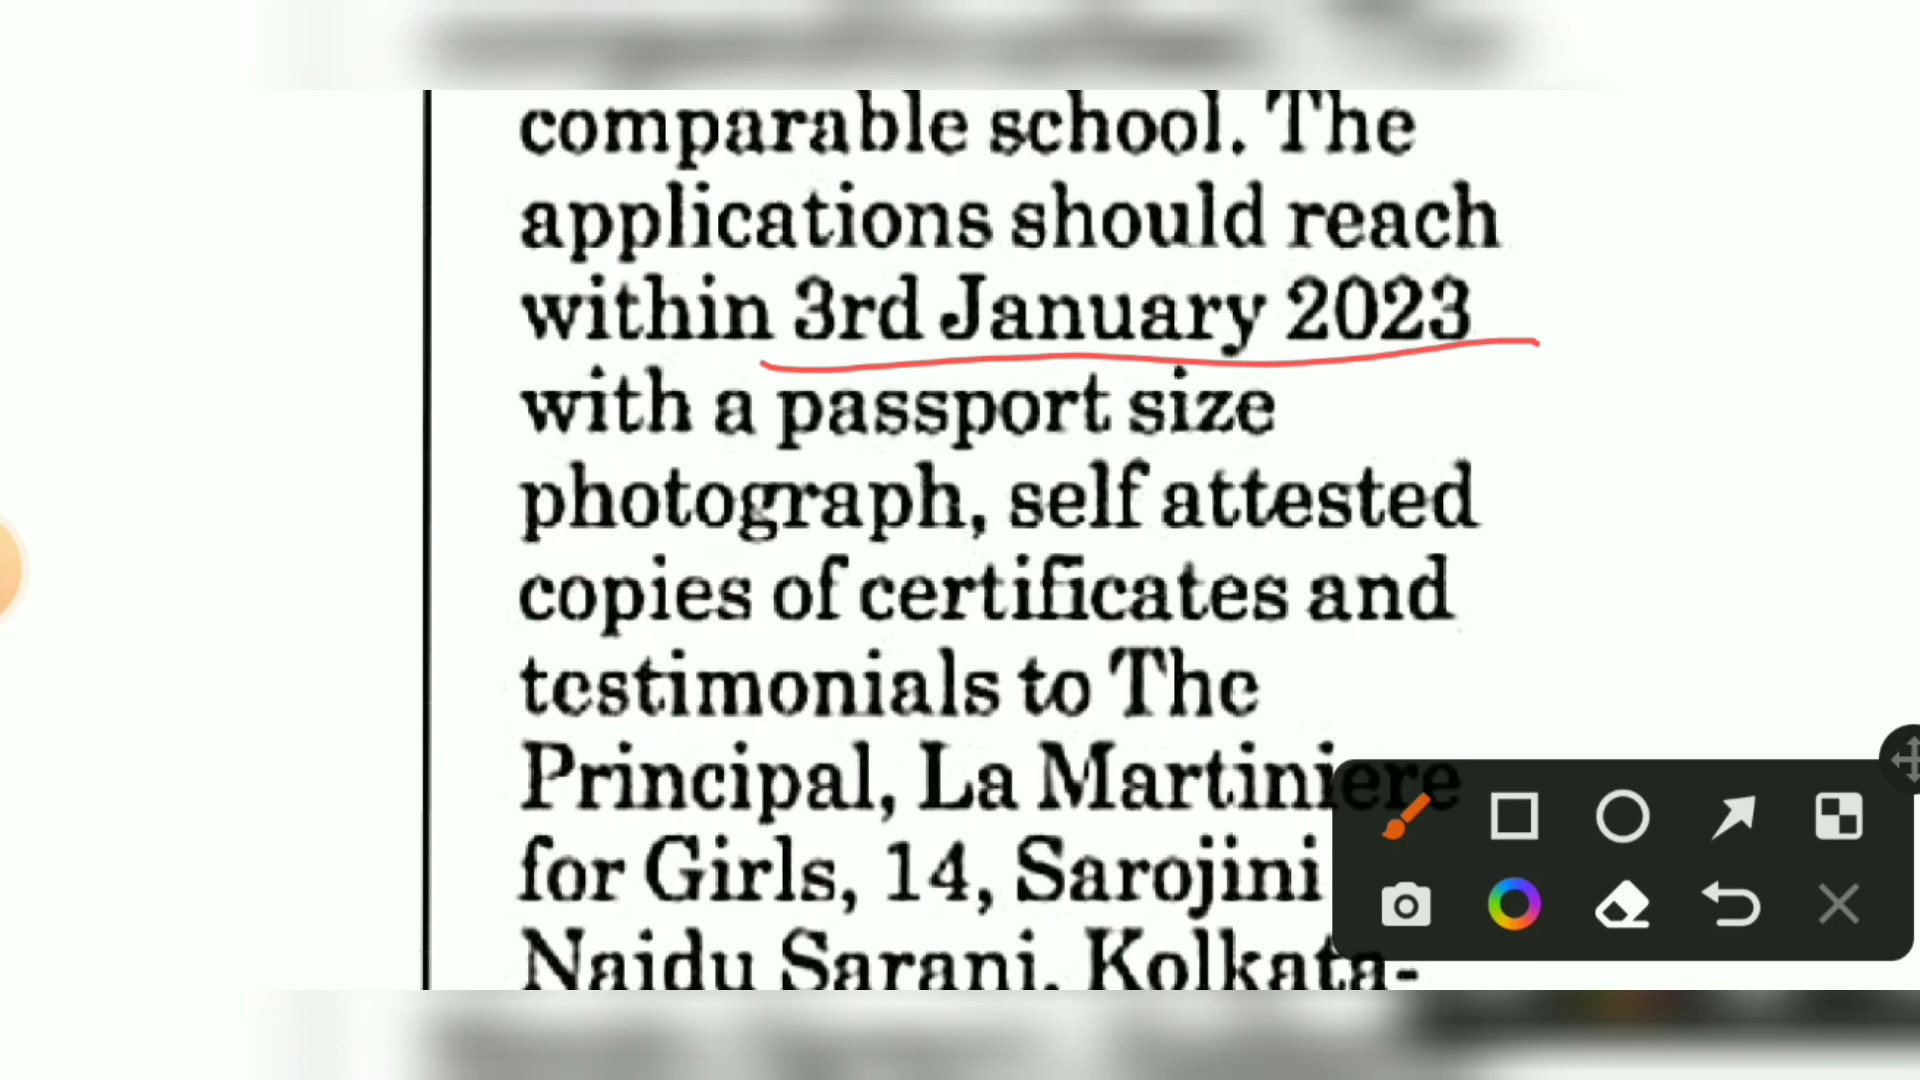 comparable school. The
applications should reach
within 3rd January 2023
with a passport size
photograph, self attested
copies of certificates and
testimonials to The
Principal, La Martiniere
for Girls, 14, Sarojini
Naidu Sarani, Kolkata-